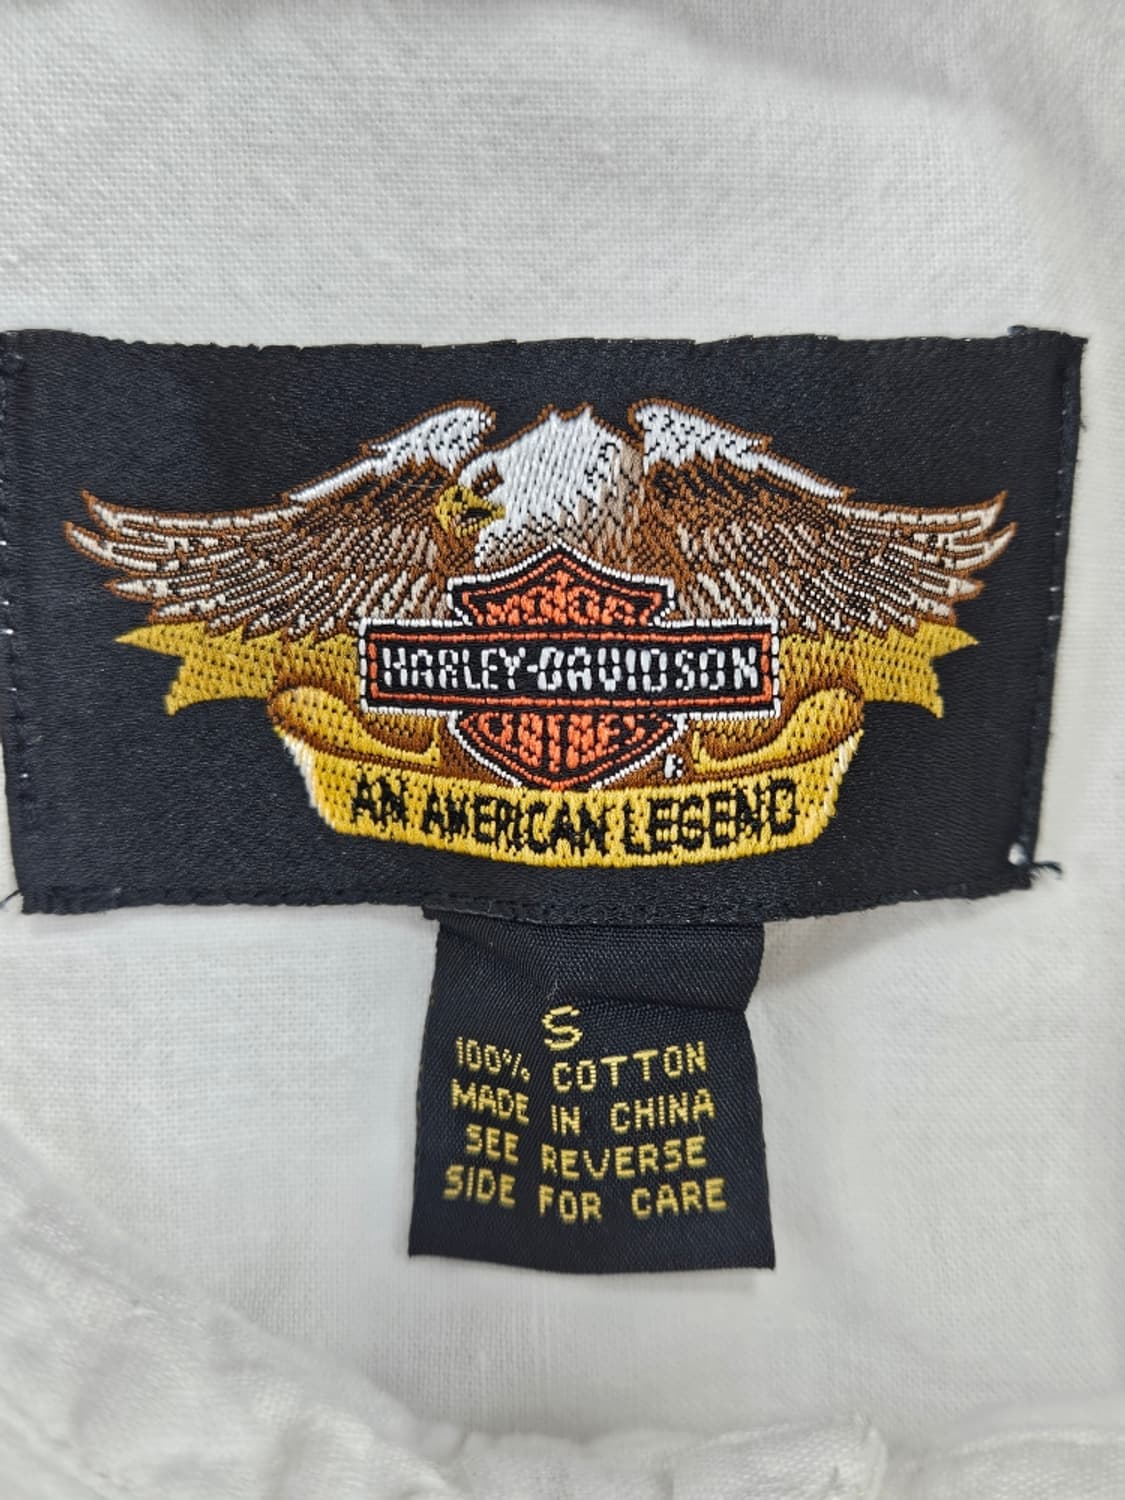 MOTOR
HARLEY-DAVIDSON
CYCLES
®
AN AMERICAN LEGEND
S
100% COTTON
MADE IN CHINA
SEE REVERSE
SIDE FOR CARE